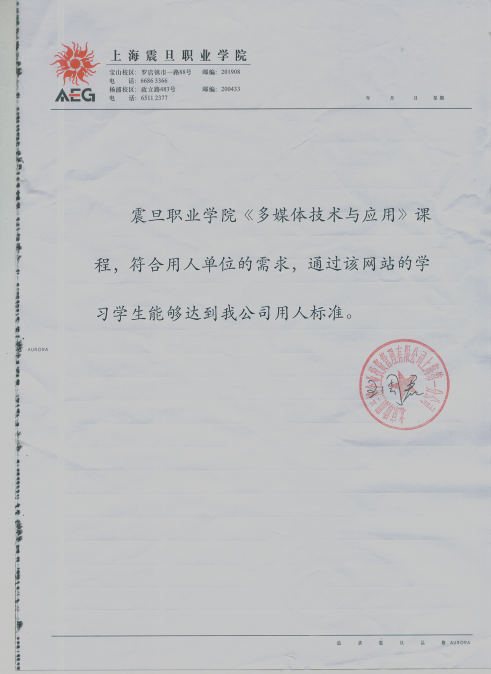 上海震旦职业学院
宝山校区: 罗店镇市一路88号 邮编: 201908
电 话: 6686 3366
杨浦校区: 政立路483号 邮编: 200433
电 话: 6511 2577
AEG
年 月 日 星期
震旦职业学院《多媒体技术与应用》课
程，符合用人单位的需求，通过该网站的学
习学生能够达到我公司用人标准。
AURORA
AURORA